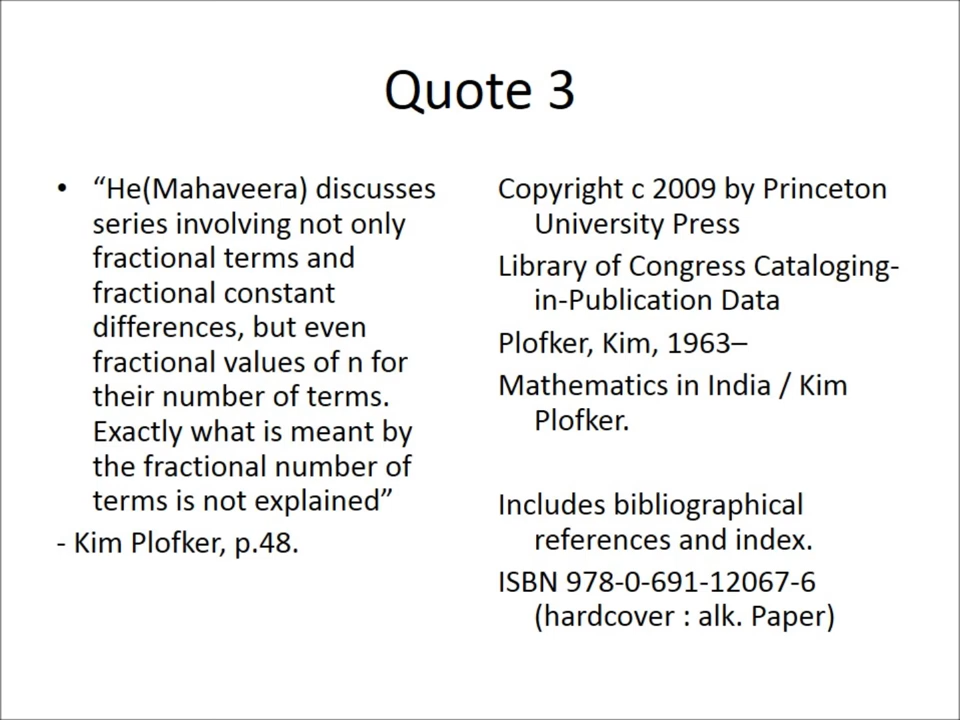 Quote 3
• “He(Mahaveera) discusses
series involving not only
fractional terms and
fractional constant
differences, but even
fractional values of n for
their number of terms.
Exactly what is meant by
the fractional number of
terms is not explained”
- Kim Plofker, p.48.
Copyright c 2009 by Princeton
University Press
Library of Congress Cataloging-
in-Publication Data
Plofker, Kim, 1963–
Mathematics in India / Kim
Plofker.
Includes bibliographical
references and index.
ISBN 978-0-691-12067-6
(hardcover : alk. Paper)